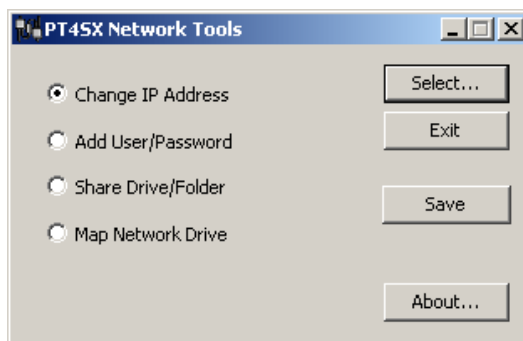 PT4SX Network Tools
Change IP Address
Add User/Password
Share Drive/Folder
Map Network Drive
Select...
Exit
Save
About...